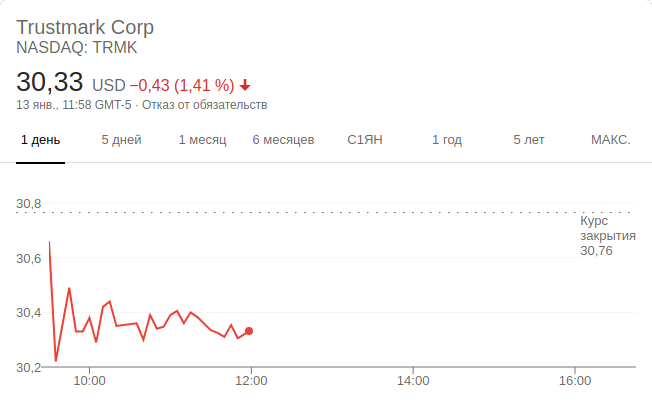 Trustmark Corp
NASDAQ: TRMK
30,33 USD −0,43 (1,41 %)
13 янв., 11:58 GMT-5 · Отказ от обязательств
1 день 5 дней 1 месяц 6 месяцев С1ЯН 1 год 5 лет МАКС.
30,8
Курс
закрытия
30,76
30,6
30,4
30,2
10:00 12:00 14:00 16:00